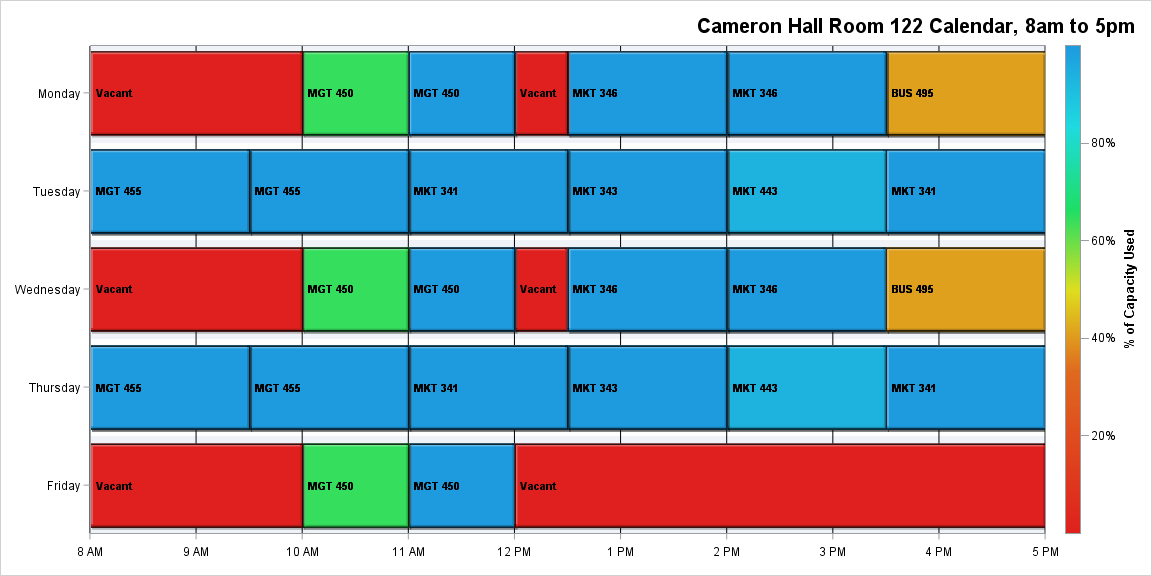 Cameron Hall Room 122 Calendar, 8am to 5pm
Monday
Vacant
MGT 450
MGT 450
Vacant
MKT 346
MKT 346
BUS 495
Tuesday
MGT 455
MGT 455
MKT 341
MKT 343
MKT 443
MKT 341
Wednesday
Vacant
MGT 450
MGT 450
Vacant
MKT 346
MKT 346
BUS 495
Thursday
MGT 455
MGT 455
MKT 341
MKT 343
MKT 443
MKT 341
Friday
Vacant
MGT 450
MGT 450
Vacant
8 AM
9 AM
10 AM
11 AM
12 PM
1 PM
2 PM
3 PM
4 PM
5 PM
80%
60%
40%
20%
% of Capacity Used